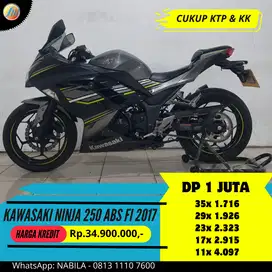 CUKUP KTP & KK
Kawasaki
KAWASAKI NINJA 250 ABS FI 2017
HARGA KREDIT
Rp.34.900.000,-
DP 1 JUTA
35x 1.716
29x 1.926
23x 2.323
17x 2.915
11x 4.097
WhatsApp: NABILA - 0813 1110 7600